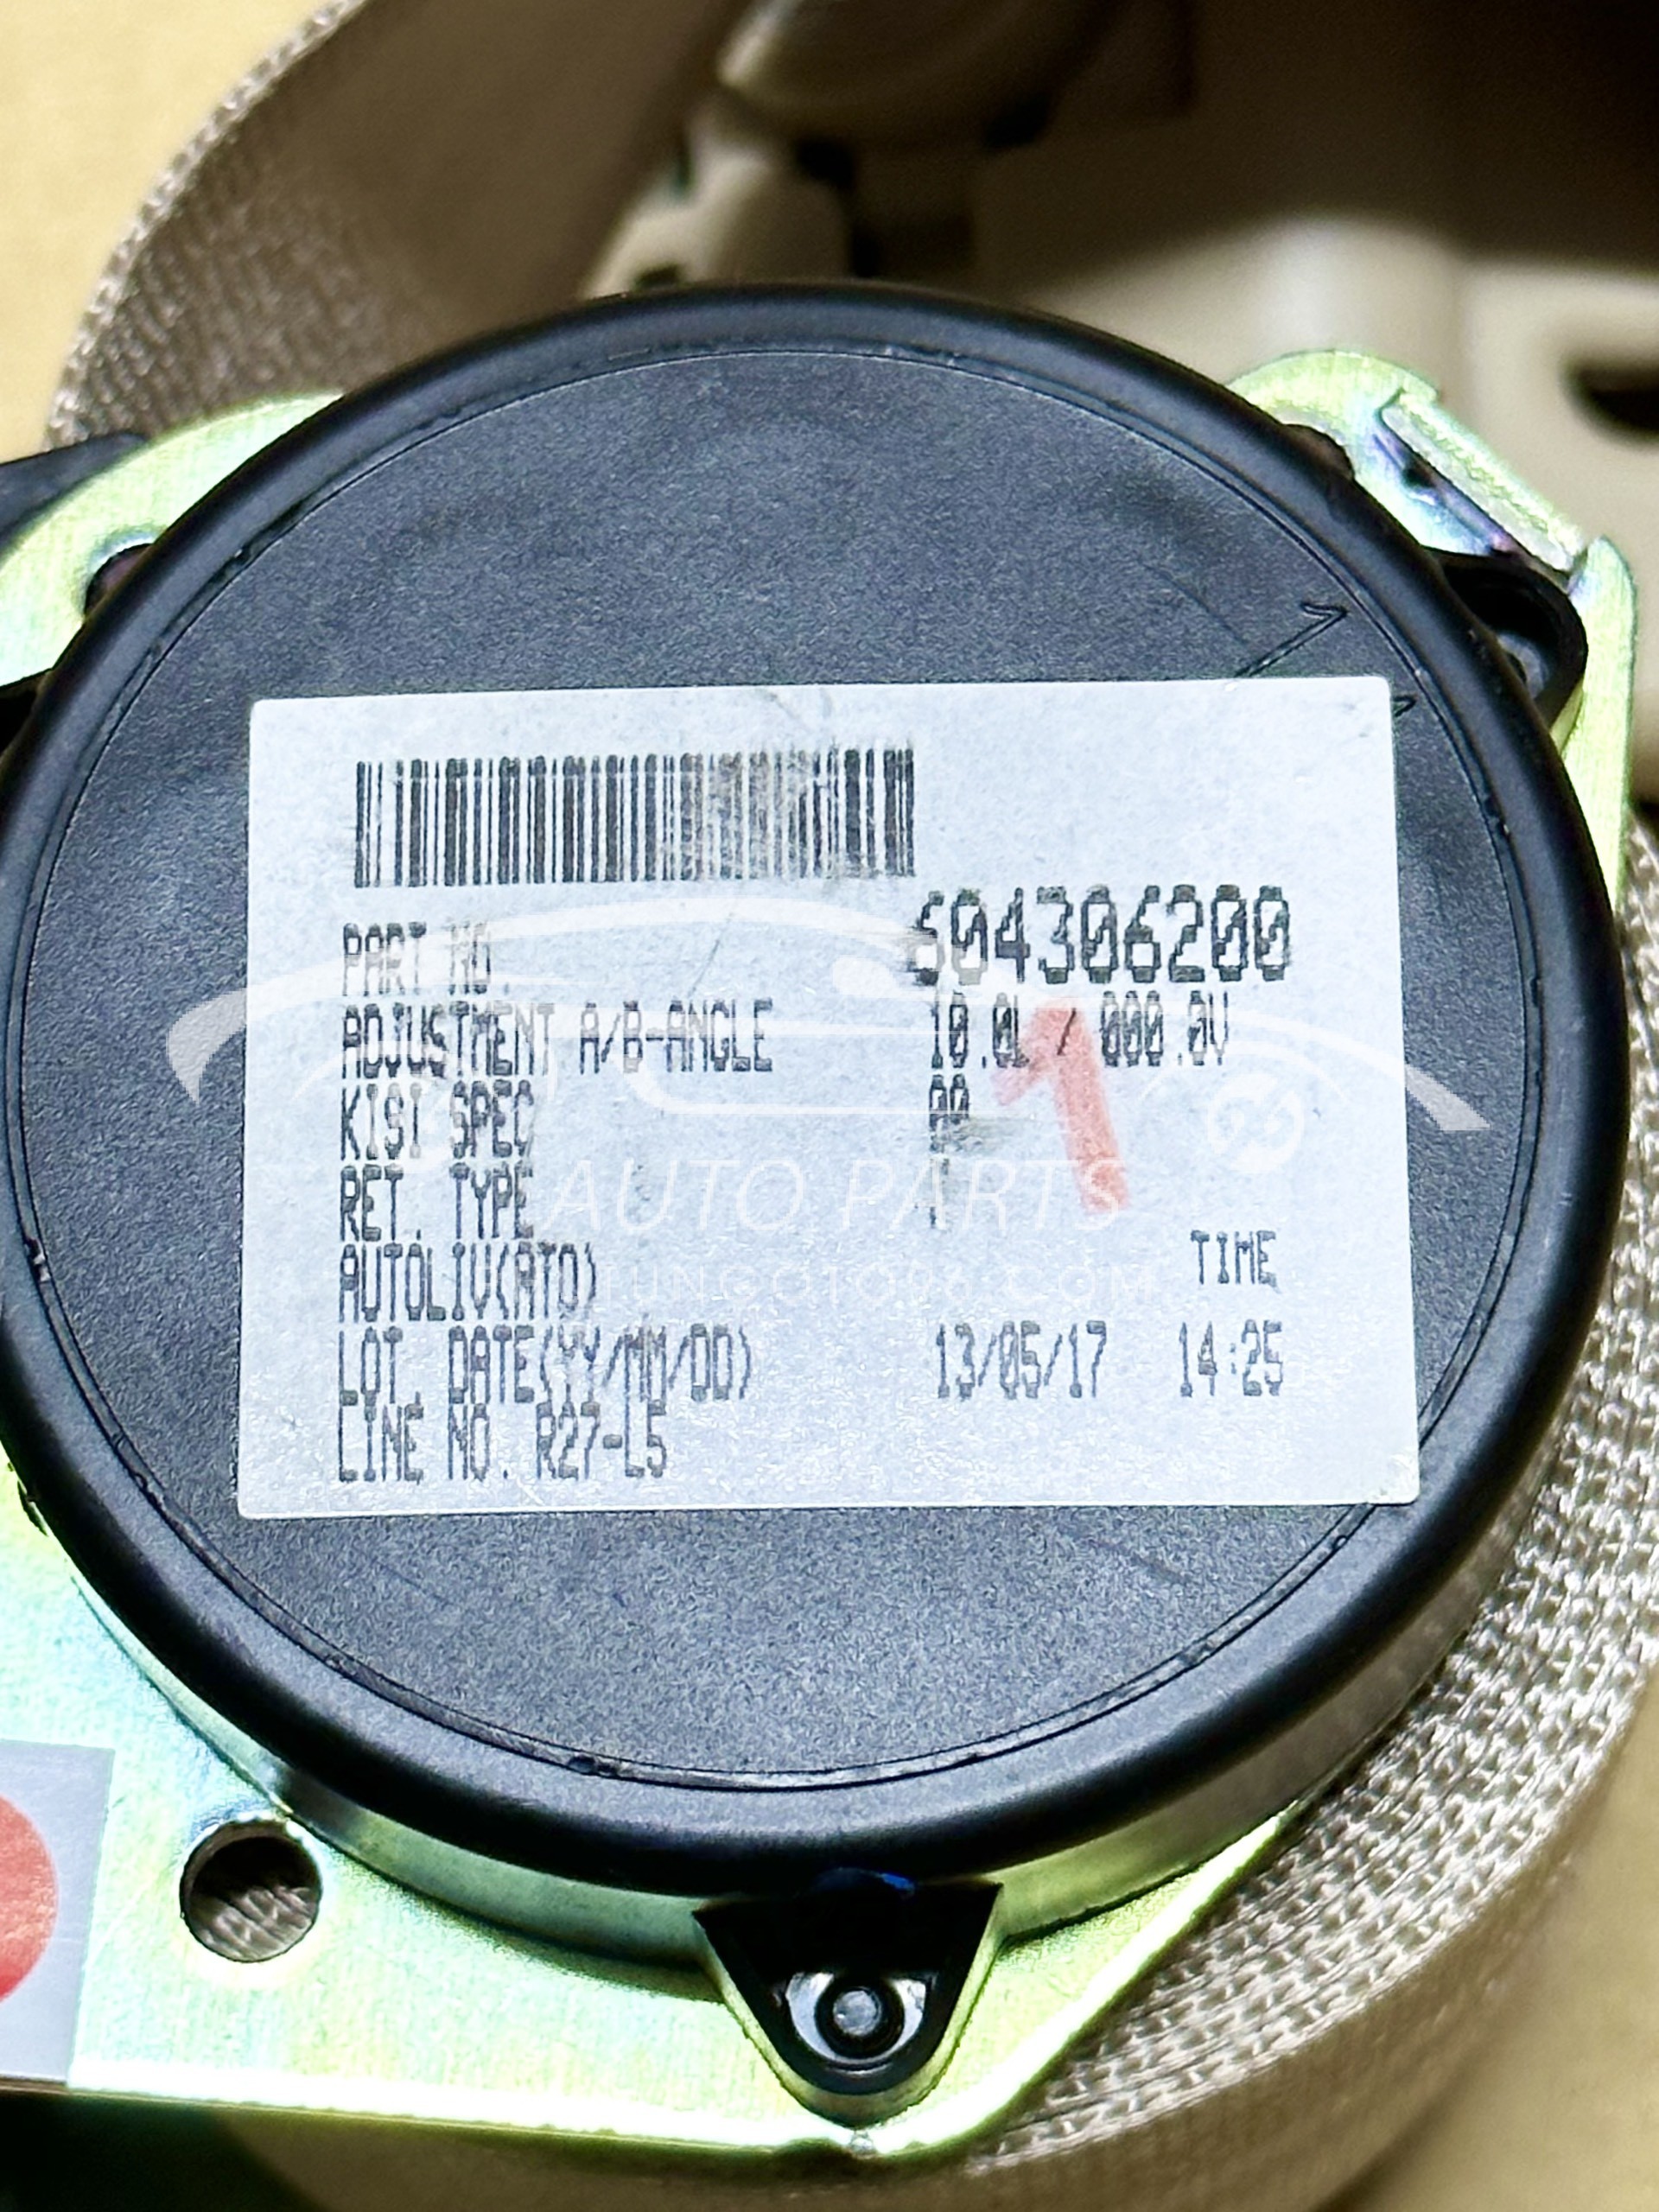 PART NO. 604306200
ADJUSTMENT A/B-ANGLE 10.0L / 000.0V
KISI SPEC
RET. TYPE
1
AUTO PARTS
AUTOLIV(ATO) TIME
LOT. DATE(YY/MM/DD) 13/05/17 14:25
LINE NO. R27-L5